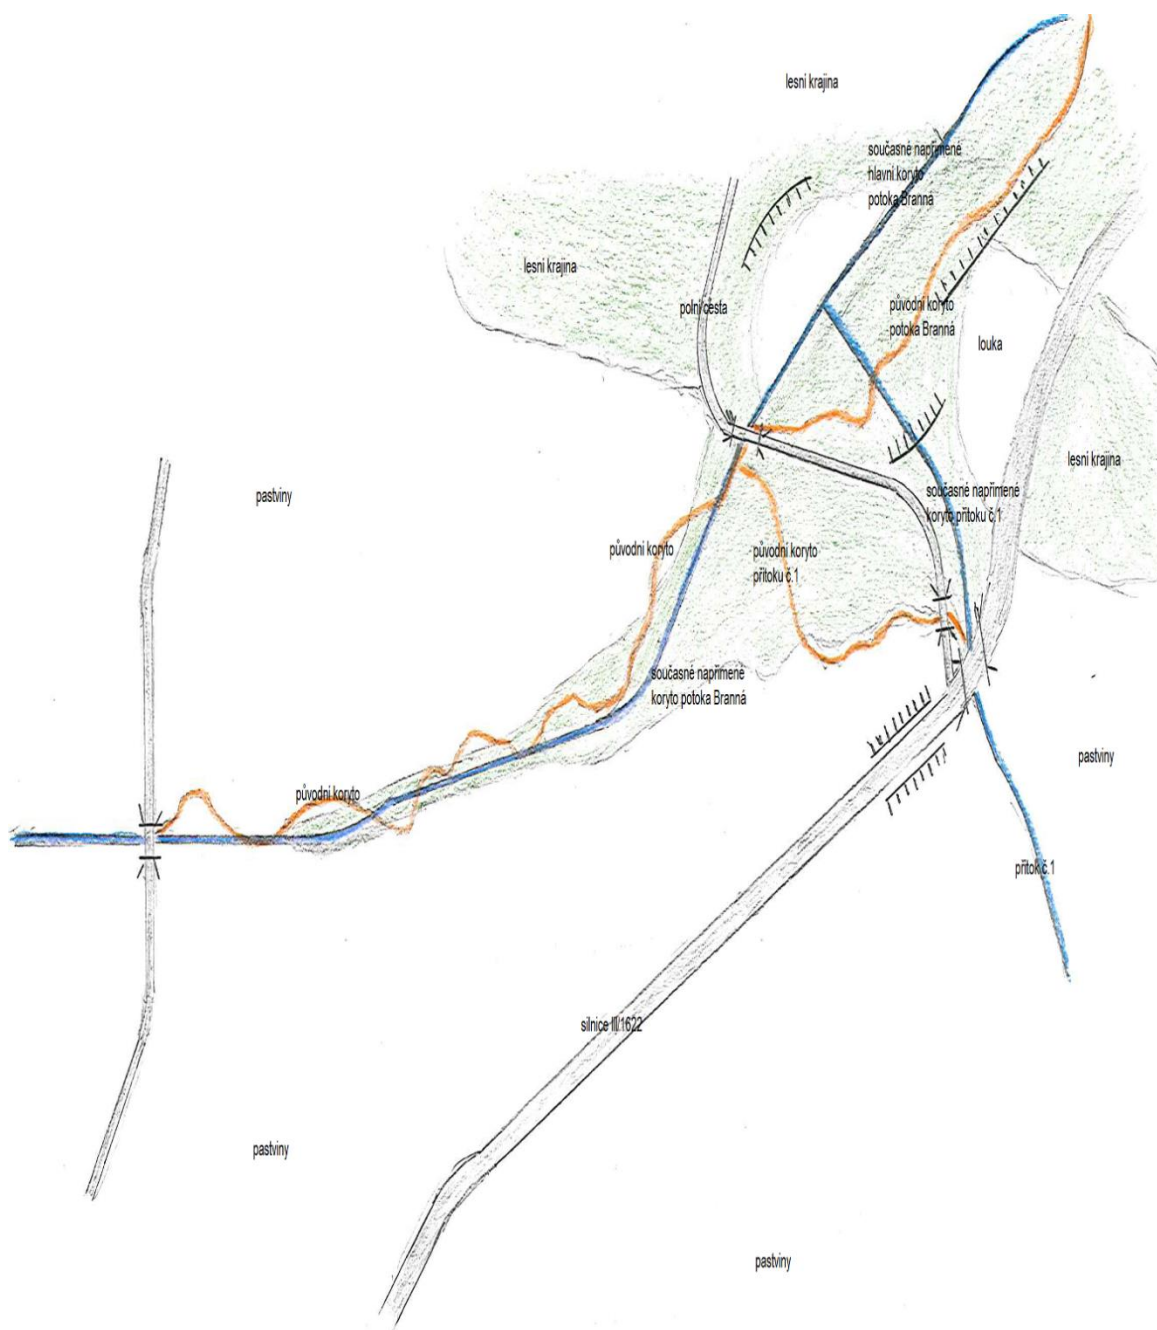 lesní krajina
současné napřímené
hlavní koryto
potoka Branná
lesní krajina
polní cesta
původní koryto
potoka Branná
louka
lesní krajina
pastviny
současné napřímené
koryto přítoku č.1
původní koryto
původní koryto
přítoku č.1
současné napřímené
koryto potoka Branná
pastviny
původní koryto
přítok č.1
silnice III/1622
pastviny
pastviny